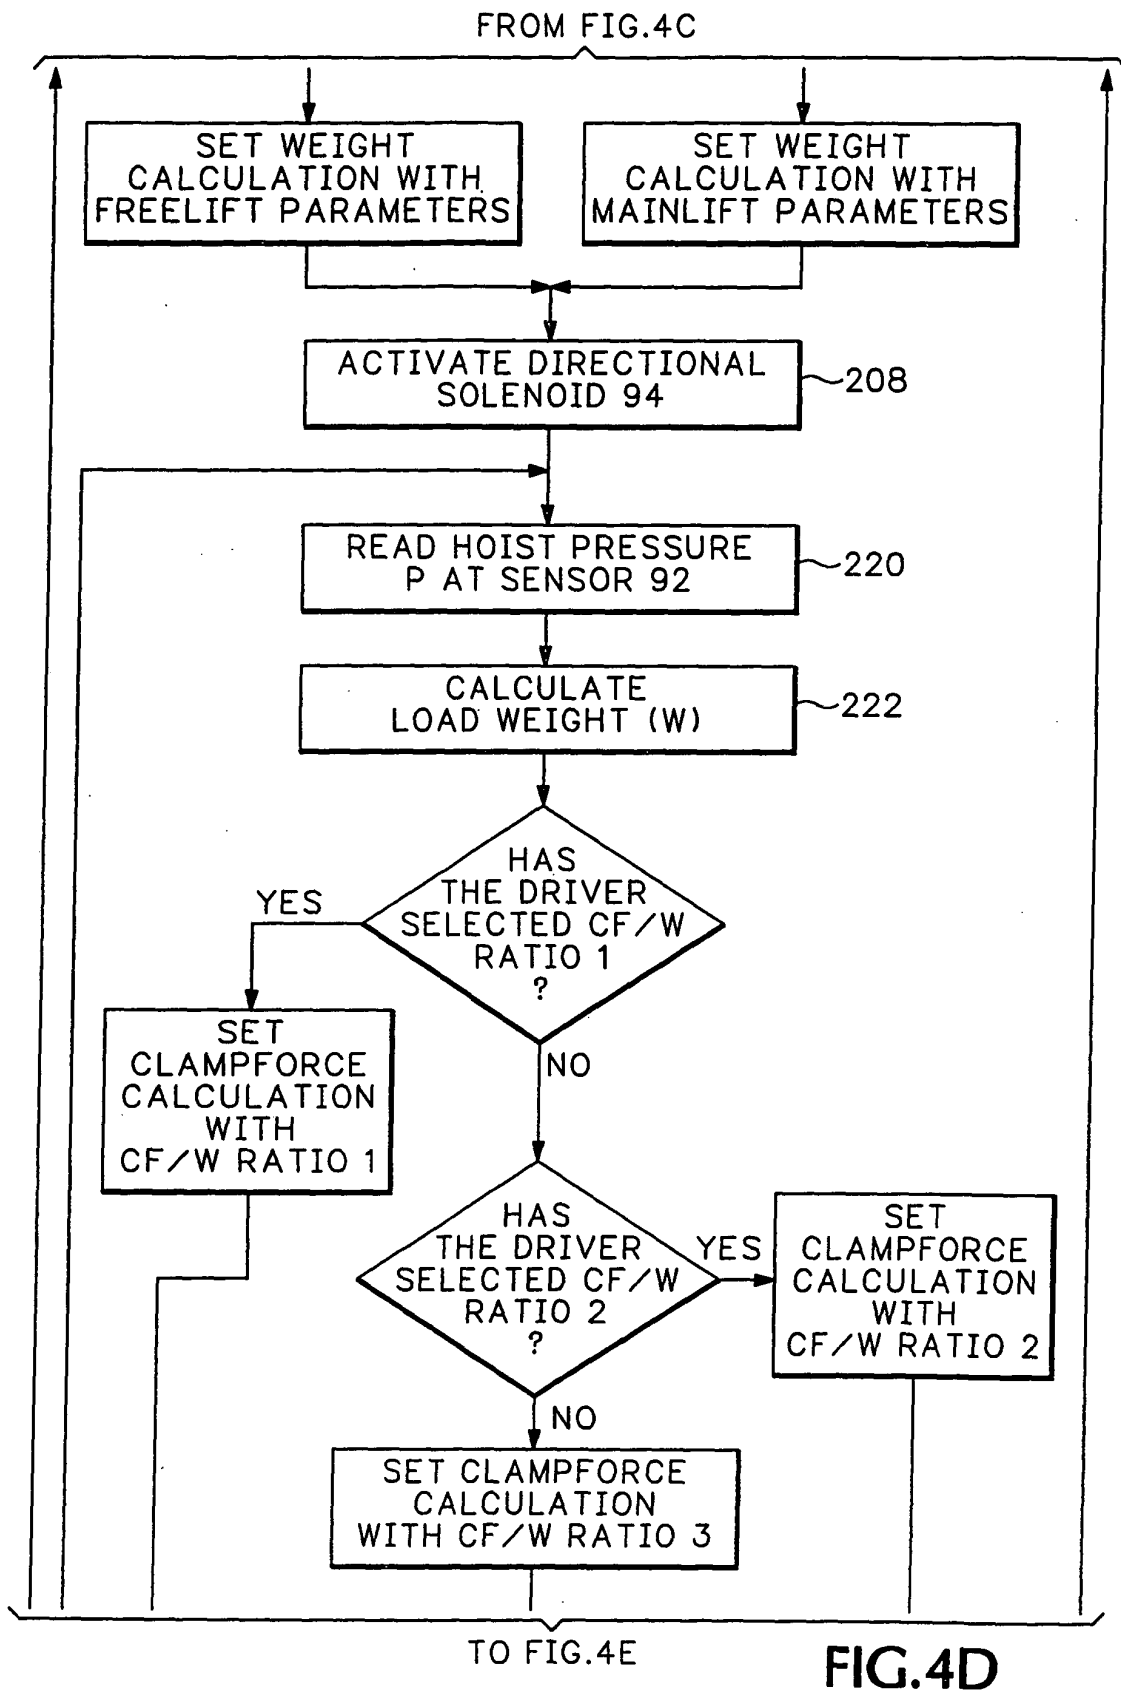 FROM FIG.4C
SET WEIGHT
CALCULATION WITH
FREELIFT PARAMETERS
SET WEIGHT
CALCULATION WITH
MAINLIFT PARAMETERS
ACTIVATE DIRECTIONAL
SOLENOID 94
208
READ HOIST PRESSURE
P AT SENSOR 92
220
CALCULATE
LOAD WEIGHT (W)
222
HAS
THE DRIVER
SELECTED CF/W
RATIO 1
?
YES
NO
SET
CLAMPFORCE
CALCULATION
WITH
CF/W RATIO 1
HAS
THE DRIVER
SELECTED CF/W
RATIO 2
?
YES
NO
SET
CLAMPFORCE
CALCULATION
WITH
CF/W RATIO 2
SET CLAMPFORCE
CALCULATION
WITH CF/W RATIO 3
TO FIG.4E
FIG.4D